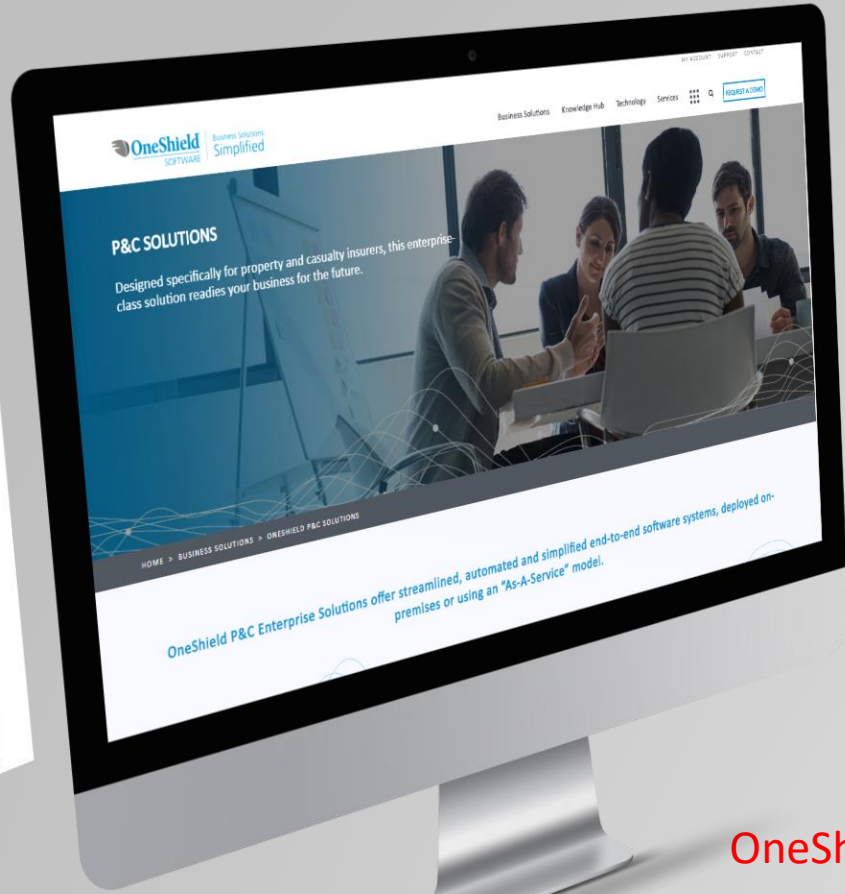 MY ACCOUNT SUPPORT CONTACT
OneShield
SOFTWARE
Business Solutions
Simplified
Business Solutions Knowledge Hub Technology Services
REQUEST A DEMO
P&C SOLUTIONS
Designed specifically for property and casualty insurers, this enterprise-
class solution readies your business for the future.
HOME > BUSINESS SOLUTIONS > ONESHIELD P&C SOLUTIONS
OneShield P&C Enterprise Solutions offer streamlined, automated and simplified end-to-end software systems, deployed on-
premises or using an "As-A-Service" model.
OneSh